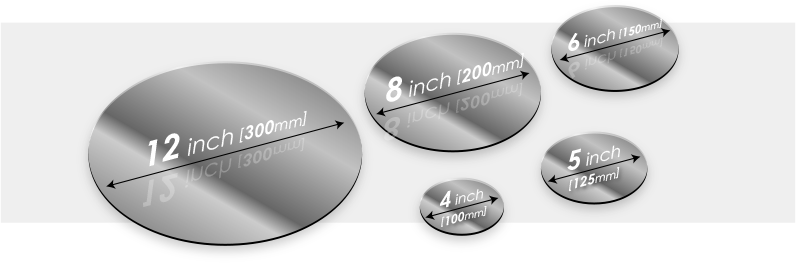 12 inch [300mm]
8 inch [200mm]
6 inch [150mm]
5 inch
[125mm]
4 inch
[100mm]